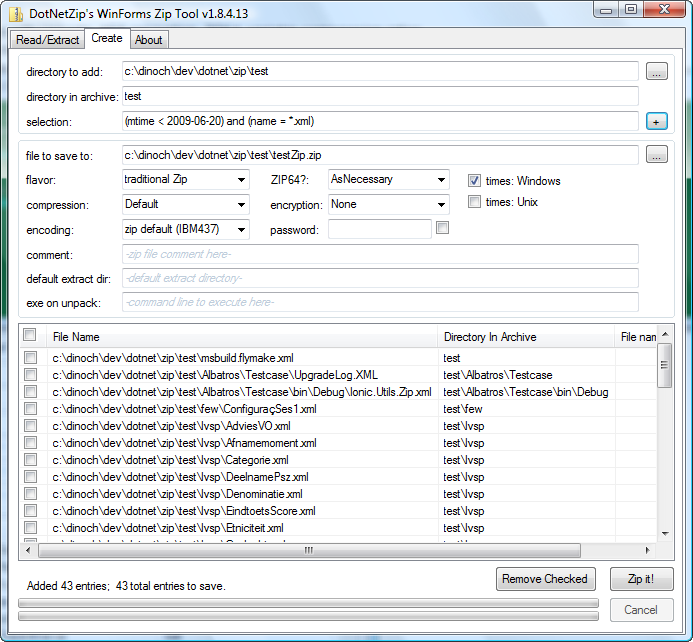 DotNetZip's WinForms Zip Tool v1.8.4.13
Read/Extract Create About
directory to add: c:\dinoch\dev\dotnet\zip\test ...
directory in archive: test
selection: (mtime < 2009-06-20) and (name = *.xml) +
file to save to: c:\dinoch\dev\dotnet\zip\test\testZip.zip ...
flavor: traditional Zip ZIP64?: AsNecessary times: Windows
compression: Default encryption: None times: Unix
encoding: zip default (IBM437) password:
comment: -zip file comment here-
default extract dir: -default extract directory-
exe on unpack: -command line to execute here-
File Name Directory In Archive File nam
c:\dinoch\dev\dotnet\zip\test\msbuild.flymake.xml test
c:\dinoch\dev\dotnet\zip\test\Albatros\Testcase\UpgradeLog.XML test\Albatros\Testcase
c:\dinoch\dev\dotnet\zip\test\Albatros\Testcase\bin\Debug\Ionic.Utils.Zip.xml test\Albatros\Testcase\bin\Debug
c:\dinoch\dev\dotnet\zip\test\few\ConfiguraçSes1.xml test\few
c:\dinoch\dev\dotnet\zip\test\lvsp\AdviesVO.xml test\lvsp
c:\dinoch\dev\dotnet\zip\test\lvsp\Afnamemoment.xml test\lvsp
c:\dinoch\dev\dotnet\zip\test\lvsp\Categorie.xml test\lvsp
c:\dinoch\dev\dotnet\zip\test\lvsp\DeelnamePsz.xml test\lvsp
c:\dinoch\dev\dotnet\zip\test\lvsp\Denominatie.xml test\lvsp
c:\dinoch\dev\dotnet\zip\test\lvsp\EindtoetsScore.xml test\lvsp
c:\dinoch\dev\dotnet\zip\test\lvsp\Etniciteit.xml test\lvsp
Added 43 entries; 43 total entries to save. Remove Checked Zip it!
Cancel